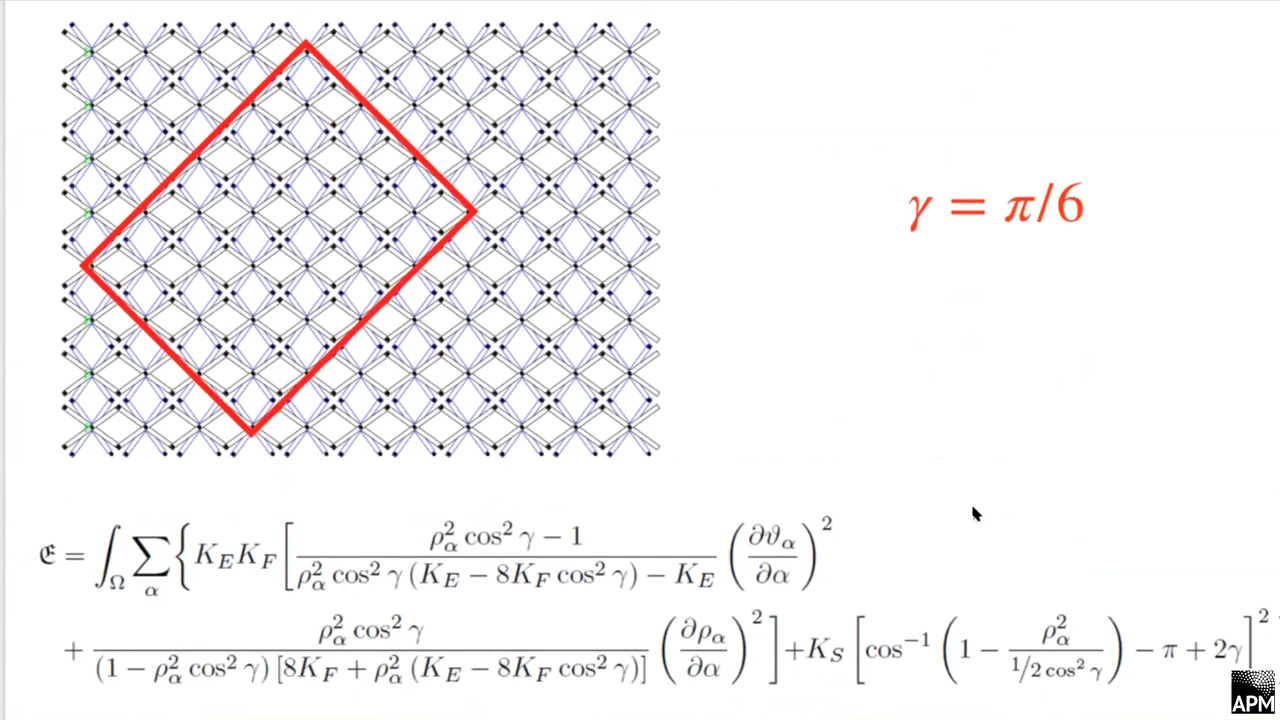 γ = π/6
𝔈 = ∫_Ω ∑_α { K_E K_F [ (ρ_α² cos² γ − 1) / (ρ_α² cos² γ (K_E − 8K_F cos² γ) − K_E) (∂ϑ_α/∂α)²
+ (ρ_α² cos² γ) / ((1 − ρ_α² cos² γ) [8K_F + ρ_α² (K_E − 8K_F cos² γ)]) (∂ρ_α/∂α)² ] + K_S [ cos⁻¹ ( 1 − ρ_α² / (1/2 cos² γ) ) − π + 2γ ]²
APM